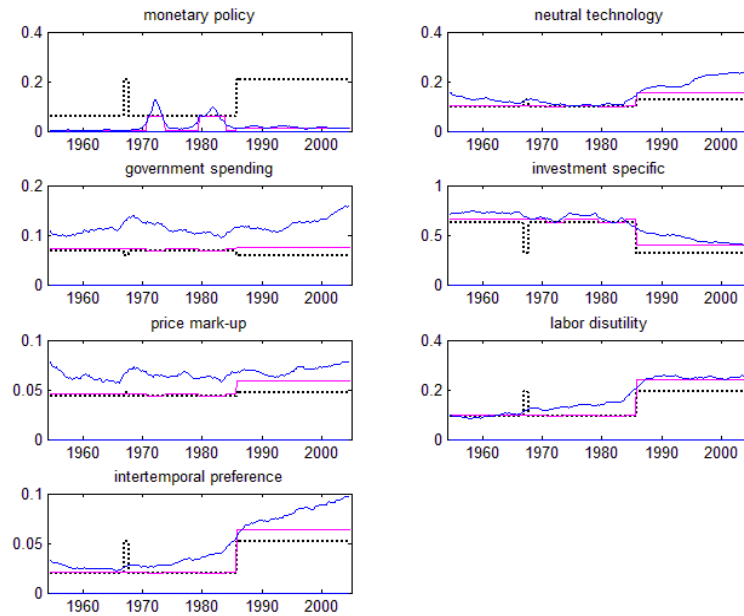 monetary policy
0.4
0.2
0
1960 1970 1980 1990 2000
neutral technology
0.4
0.2
0
1960 1970 1980 1990 2000
government spending
0.2
0.1
0
1960 1970 1980 1990 2000
investment specific
1
0.5
0
1960 1970 1980 1990 2000
price mark-up
0.1
0.05
0
1960 1970 1980 1990 2000
labor disutility
0.4
0.2
0
1960 1970 1980 1990 2000
intertemporal preference
0.1
0.05
0
1960 1970 1980 1990 2000